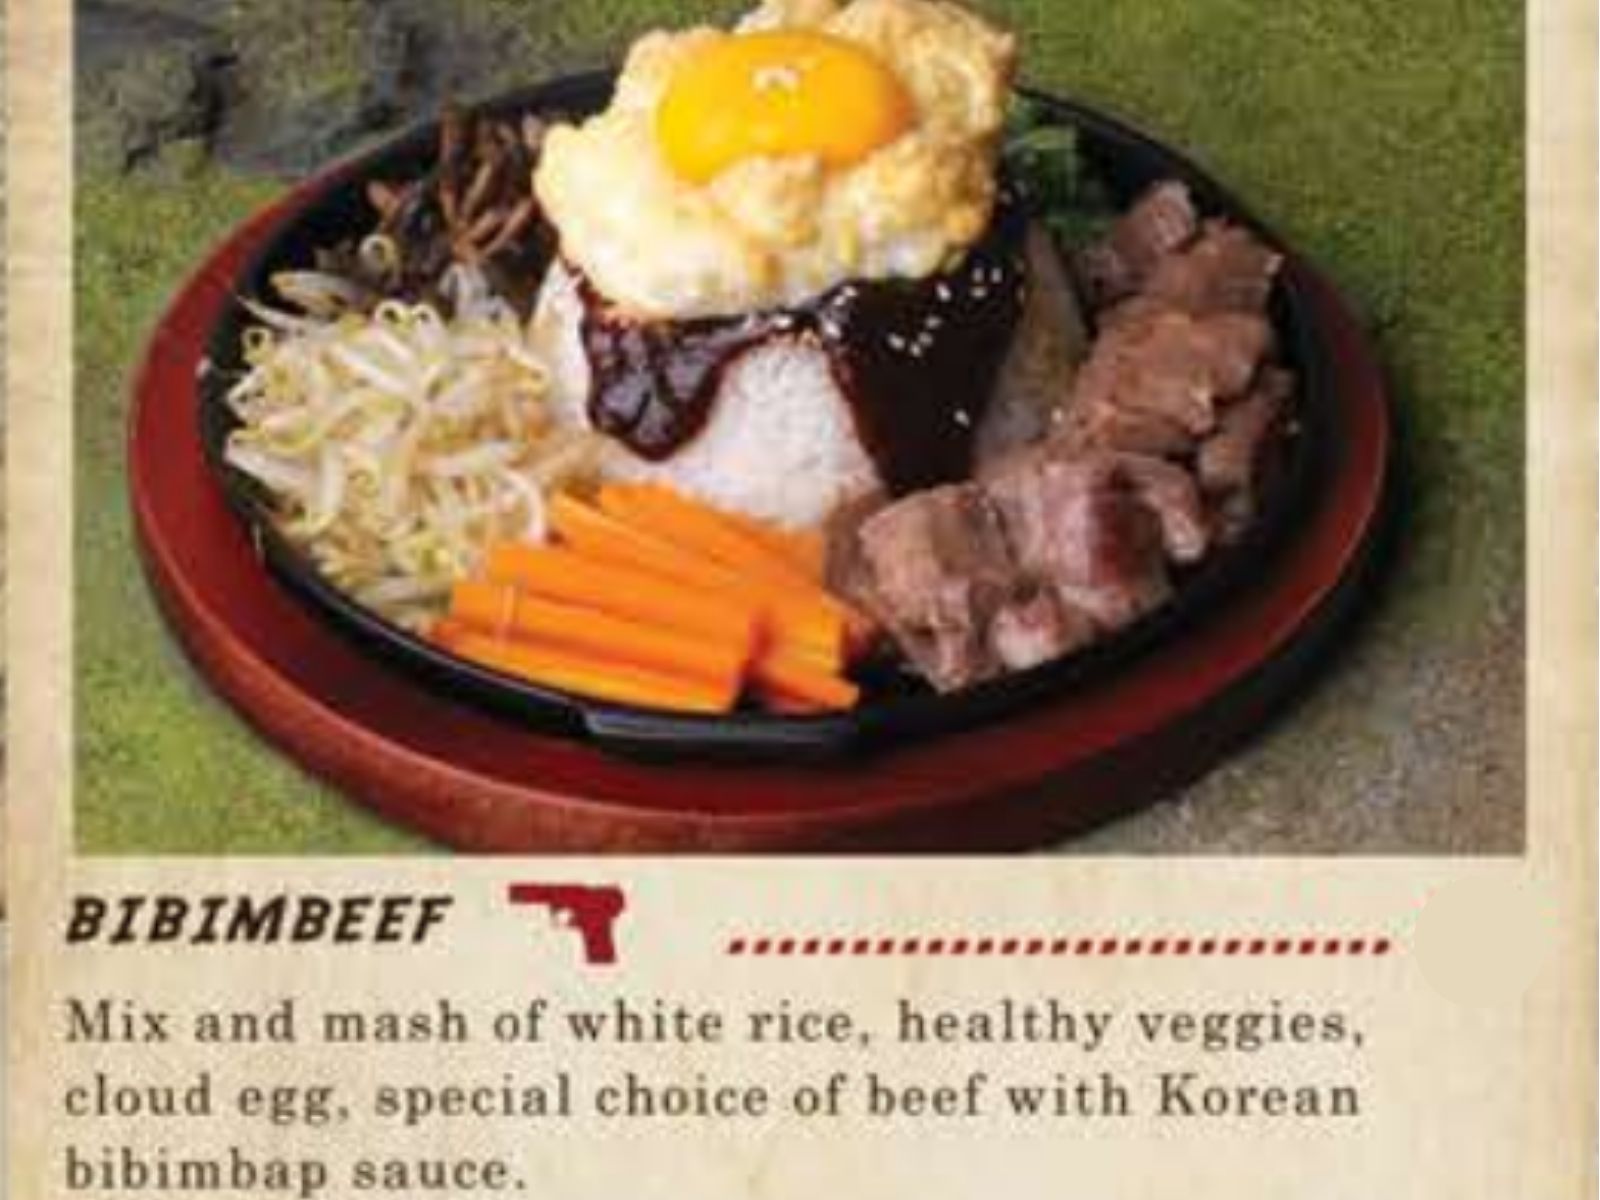 BIBIMBEEF
Mix and mash of white rice, healthy veggies,
cloud egg, special choice of beef with Korean
bibimbap sauce.